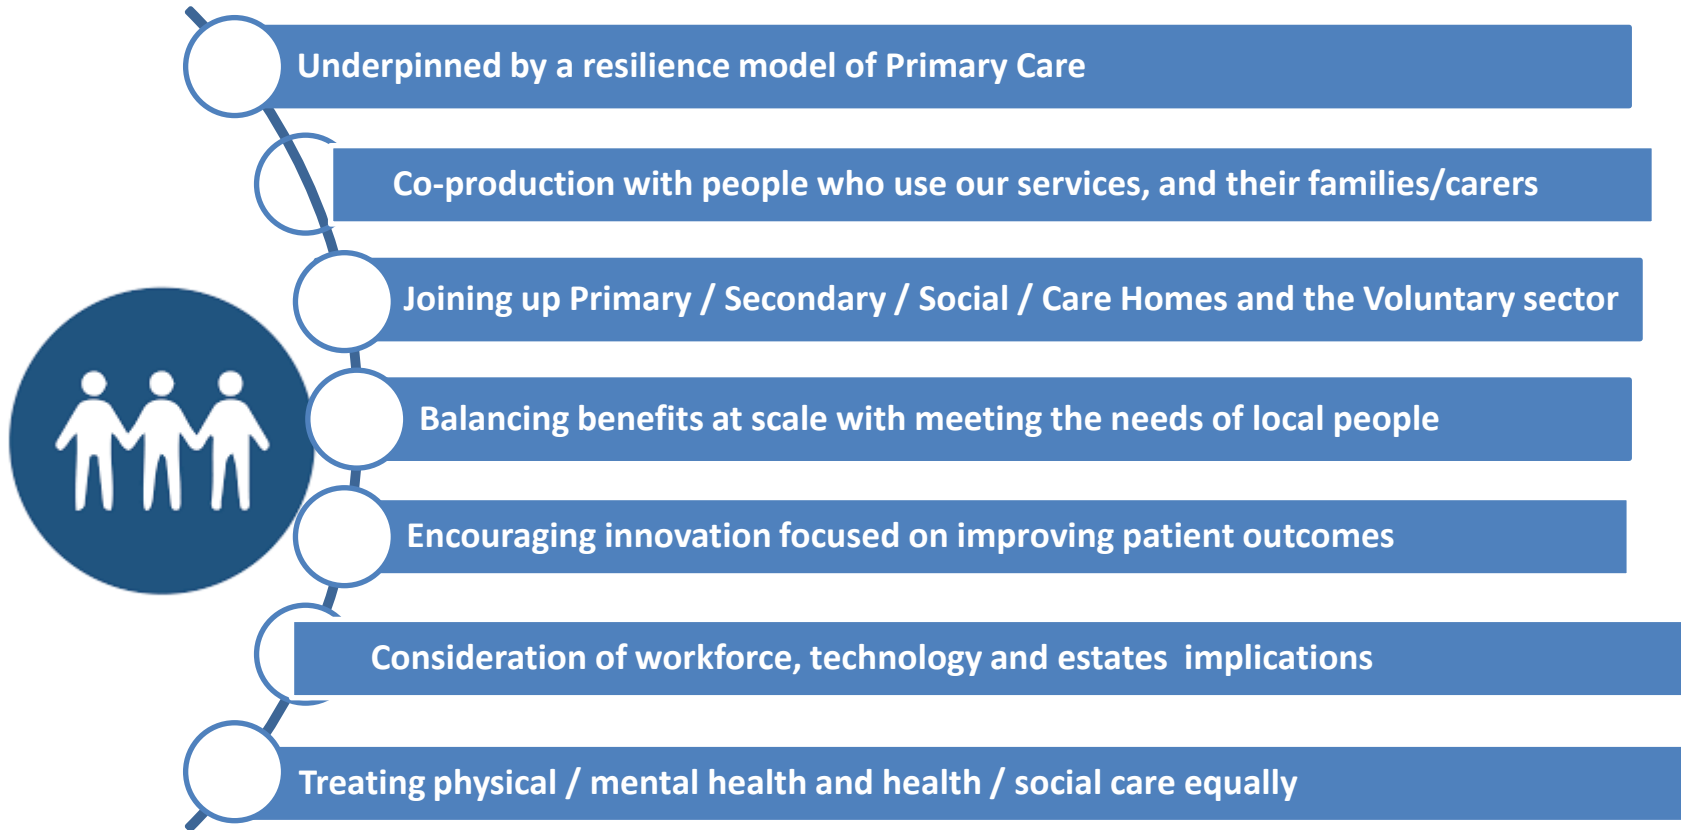 Underpinned by a resilience model of Primary Care
Co-production with people who use our services, and their families/carers
Joining up Primary / Secondary / Social / Care Homes and the Voluntary sector
Balancing benefits at scale with meeting the needs of local people
Encouraging innovation focused on improving patient outcomes
Consideration of workforce, technology and estates  implications
Treating physical / mental health and health / social care equally